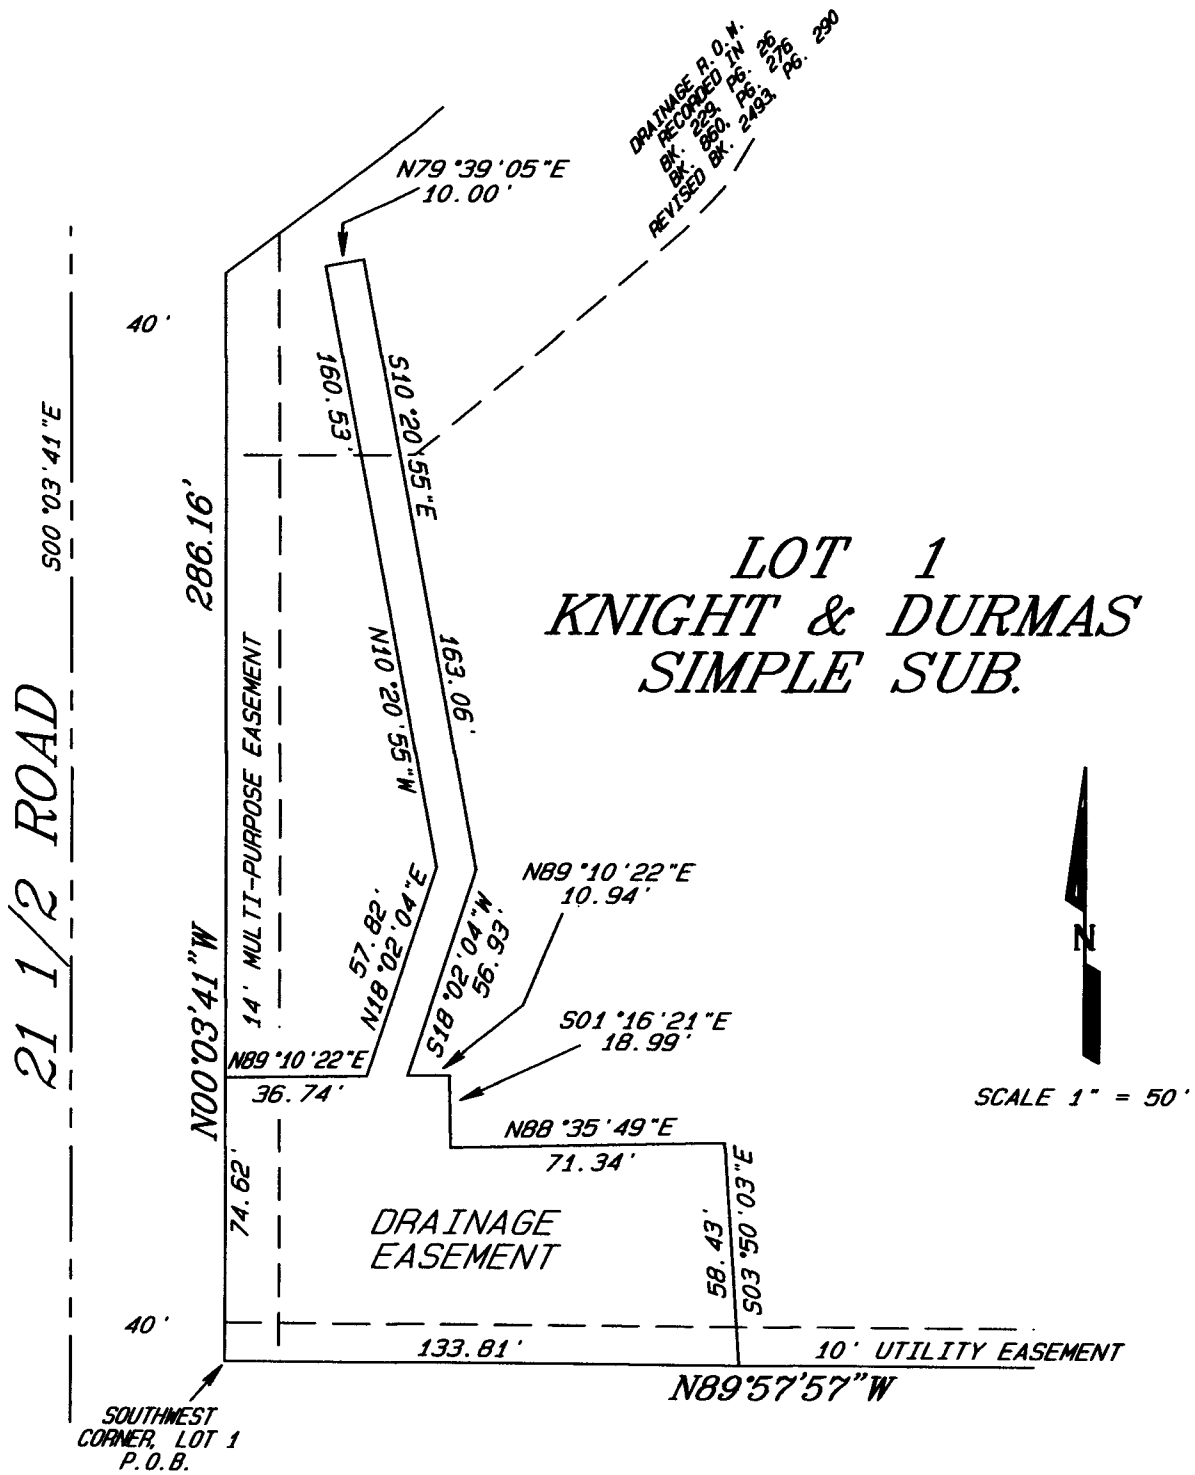 DRAINAGE R.O.W.
RECORDED IN
BK. 229, PG. 26
BK. 860, PG. 276
REVISED BK. 2493, PG. 290
N79°39'05"E
10.00'
40'
160.53'
S10°20'55"E
S00°03'41"E
286.16'
LOT 1
KNIGHT & DURMAS
SIMPLE SUB.
N10°20'55"W
163.06'
14' MULTI-PURPOSE EASEMENT
21 1/2 ROAD
N89°10'22"E
10.94'
57.82'
N18°02'04"E
S18°02'04"W
56.93'
N
N00°03'41"W
S01°16'21"E
18.99'
N89°10'22"E
36.74'
SCALE 1" = 50'
N88°35'49"E
71.34'
74.62'
DRAINAGE
EASEMENT
58.43'
S03°50'03"E
40'
133.81'
10' UTILITY EASEMENT
N89°57'57"W
SOUTHWEST
CORNER, LOT 1
P.O.B.